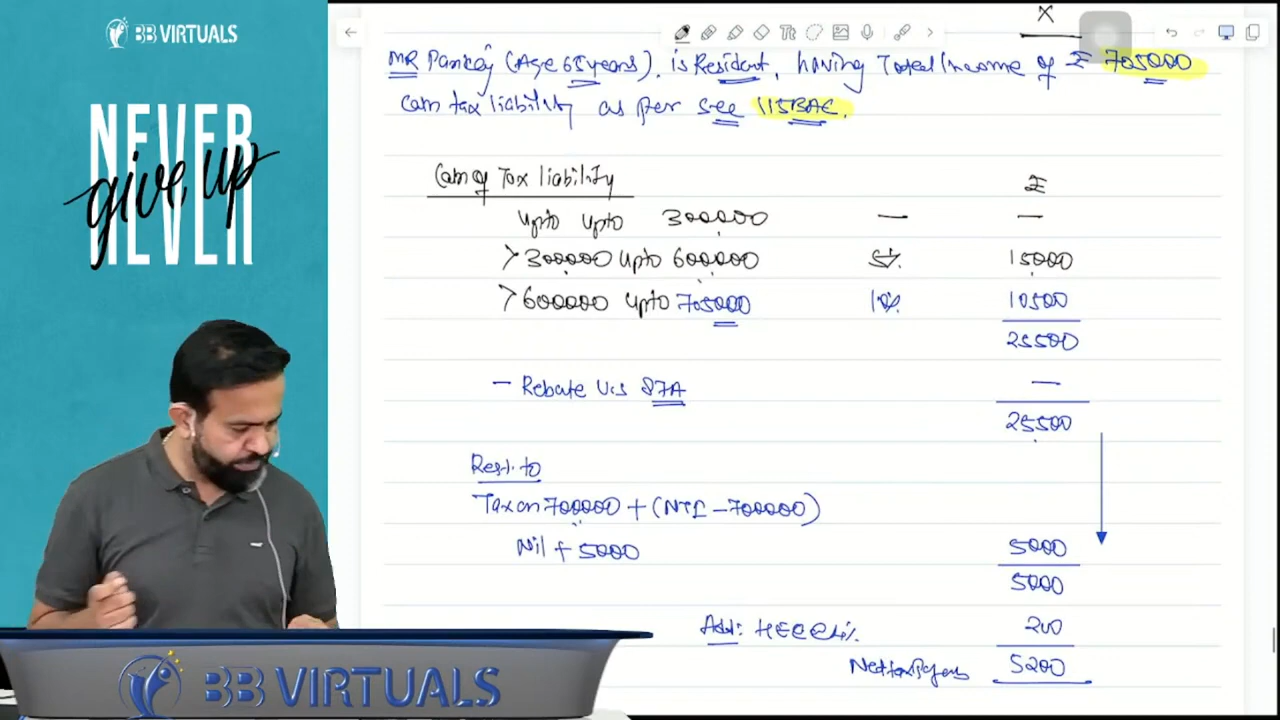 BB VIRTUALS
NEVER
give up
NEVER
X
MR Pankaj (Age 65 years), is Resident, having Total Income of ₹ 705000
Com tax liability as per sec 115BAC.
Com of Tax liability ₹
upto upto 300000 — —
> 300000 upto 600000 5% 15000
> 600000 upto 705000 10% 10500
25500
- Rebate u/s 87A —
25500
Rest. to
Tax on 700000 + (NTI - 700000)
Nil + 5000 5000
5000
Add: HEC @ 4% 200
Net tax Payable 5200
BB VIRTUALS